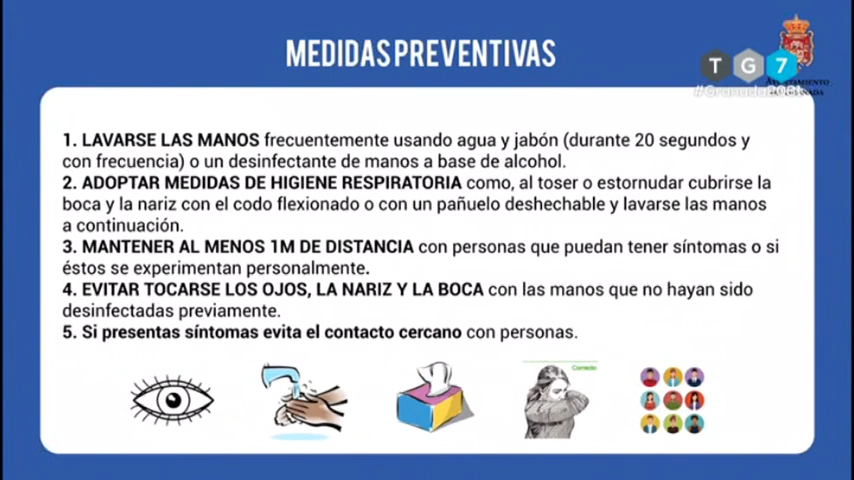 MEDIDAS PREVENTIVAS
TG7
AYUNTAMIENTO
1. LAVARSE LAS MANOS frecuentemente usando agua y jabón (durante 20 segundos y
con frecuencia) o un desinfectante de manos a base de alcohol.
2. ADOPTAR MEDIDAS DE HIGIENE RESPIRATORIA como, al toser o estornudar cubrirse la
boca y la nariz con el codo flexionado o con un pañuelo deshechable y lavarse las manos
a continuación.
3. MANTENER AL MENOS 1M DE DISTANCIA con personas que puedan tener síntomas o si
éstos se experimentan personalmente.
4. EVITAR TOCARSE LOS OJOS, LA NARIZ Y LA BOCA con las manos que no hayan sido
desinfectadas previamente.
5. Si presentas síntomas evita el contacto cercano con personas.
Correcto